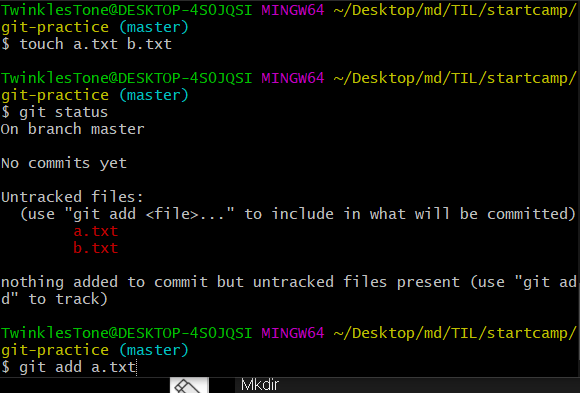 TwinklesTone@DESKTOP-4S0JQSI MINGW64 ~/Desktop/md/TIL/startcamp/
git-practice (master)
$ touch a.txt b.txt
TwinklesTone@DESKTOP-4S0JQSI MINGW64 ~/Desktop/md/TIL/startcamp/
git-practice (master)
$ git status
On branch master
No commits yet
Untracked files:
(use "git add <file>..." to include in what will be committed)
a.txt
b.txt
nothing added to commit but untracked files present (use "git ad
d" to track)
TwinklesTone@DESKTOP-4S0JQSI MINGW64 ~/Desktop/md/TIL/startcamp/
git-practice (master)
$ git add a.txt
Mkdir